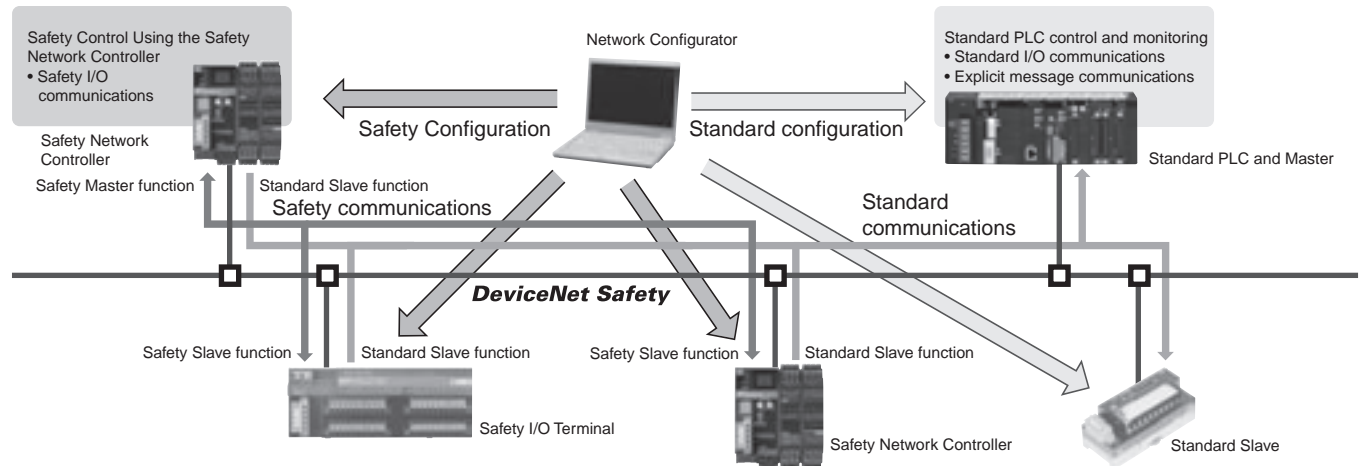 Safety Control Using the Safety
Network Controller
• Safety I/O
communications
Network Configurator
Standard PLC control and monitoring
• Standard I/O communications
• Explicit message communications
Safety Configuration
Standard configuration
Safety Network
Controller
Standard PLC and Master
Safety Master function
Standard Slave function
Safety communications
Standard
communications
DeviceNet Safety
Safety Slave function
Standard Slave function
Safety Slave function
Standard Slave function
Safety I/O Terminal
Safety Network Controller
Standard Slave